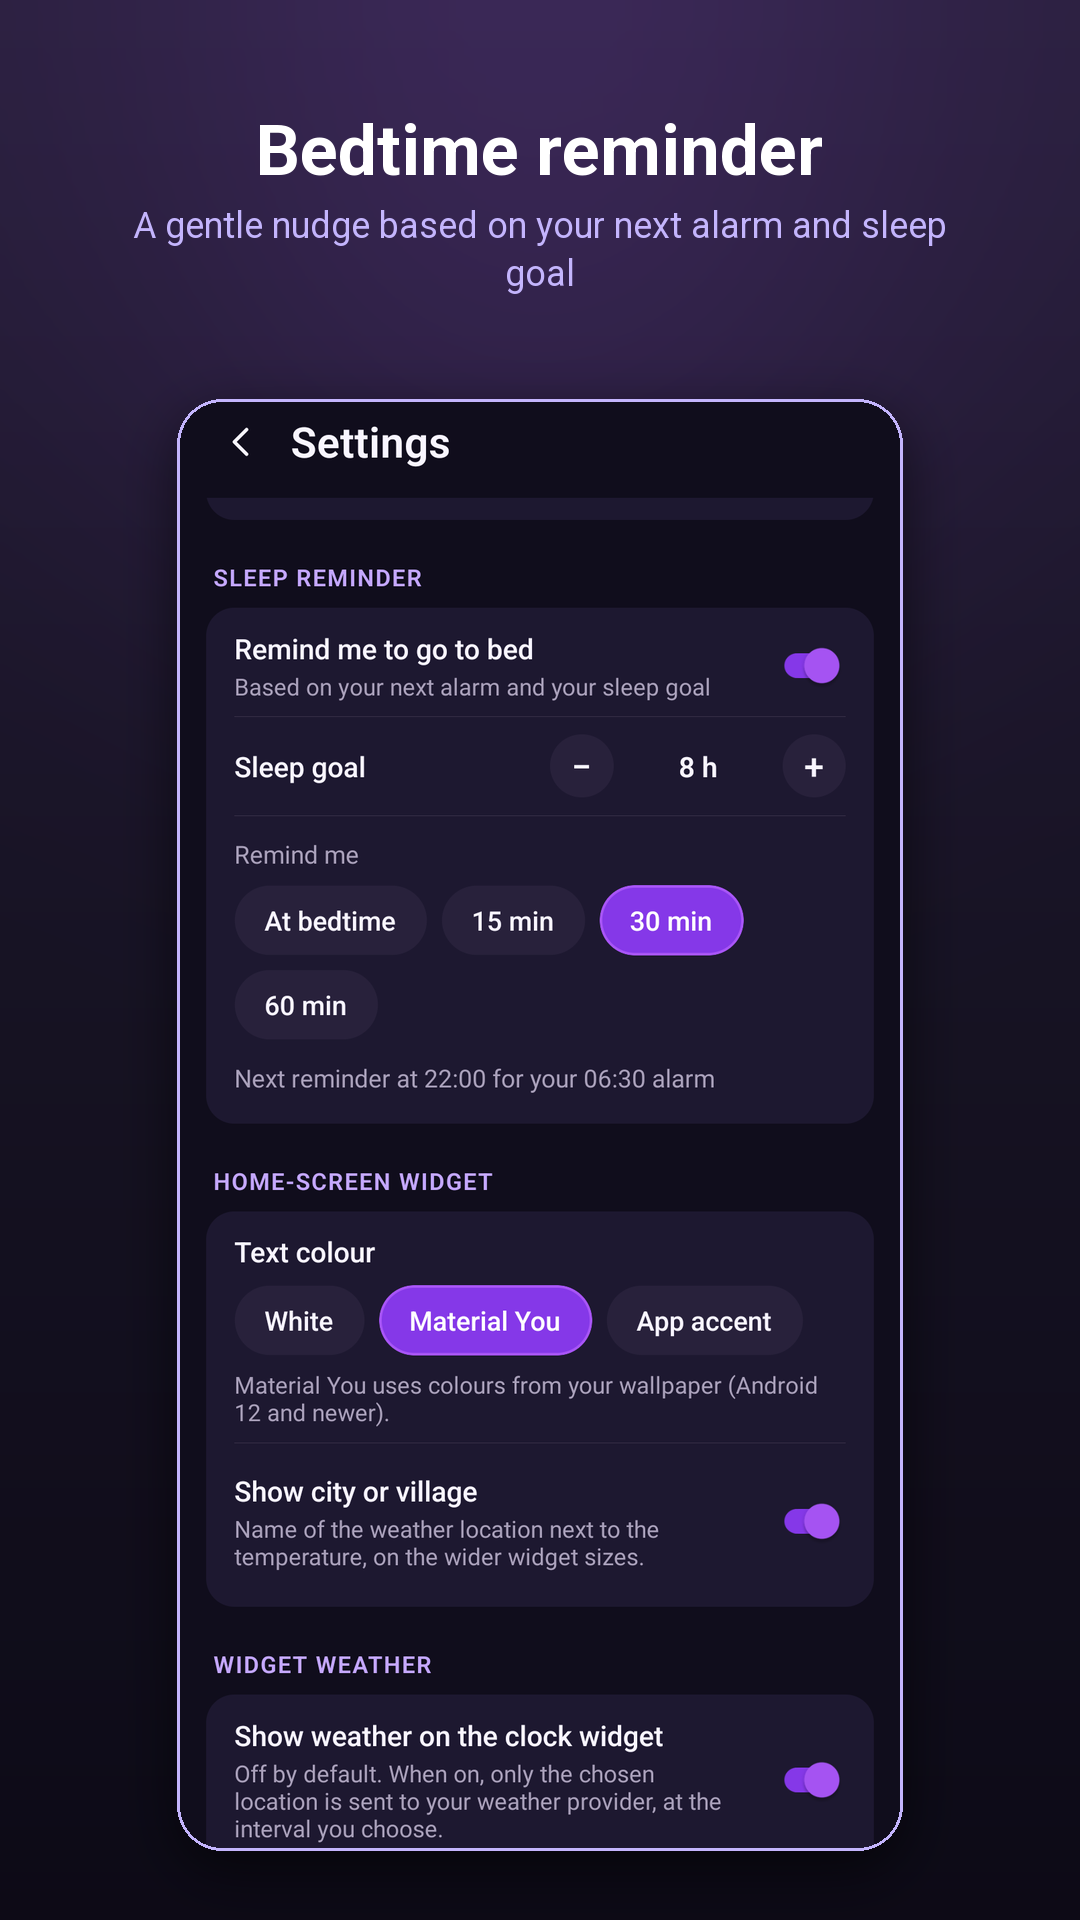 Bedtime reminder
A gentle nudge based on your next alarm and sleep
goal
Settings
SLEEP REMINDER
Remind me to go to bed
Based on your next alarm and your sleep goal
Sleep goal
− 8 h +
Remind me
At bedtime 15 min 30 min
60 min
Next reminder at 22:00 for your 06:30 alarm
HOME-SCREEN WIDGET
Text colour
White Material You App accent
Material You uses colours from your wallpaper (Android
12 and newer).
Show city or village
Name of the weather location next to the
temperature, on the wider widget sizes.
WIDGET WEATHER
Show weather on the clock widget
Off by default. When on, only the chosen
location is sent to your weather provider, at the
interval you choose.